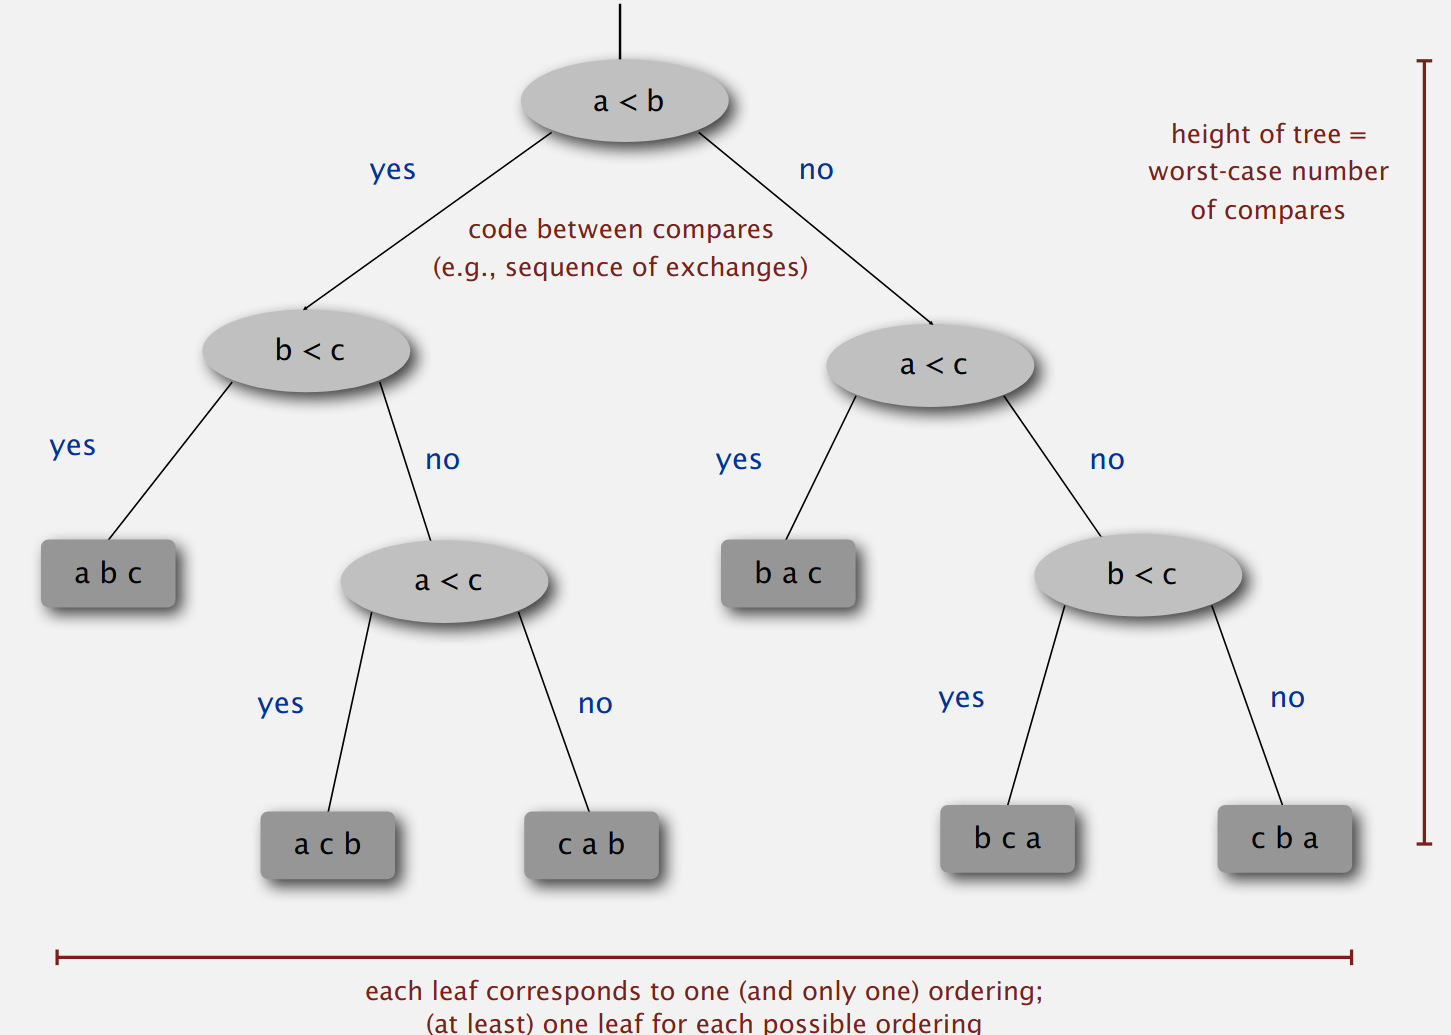 a < b
yes
no
height of tree =
worst-case number
of compares
code between compares
(e.g., sequence of exchanges)
b < c
a < c
yes
no
yes
no
a b c
a < c
b a c
b < c
yes
no
yes
no
a c b
c a b
b c a
c b a
each leaf corresponds to one (and only one) ordering;
(at least) one leaf for each possible ordering